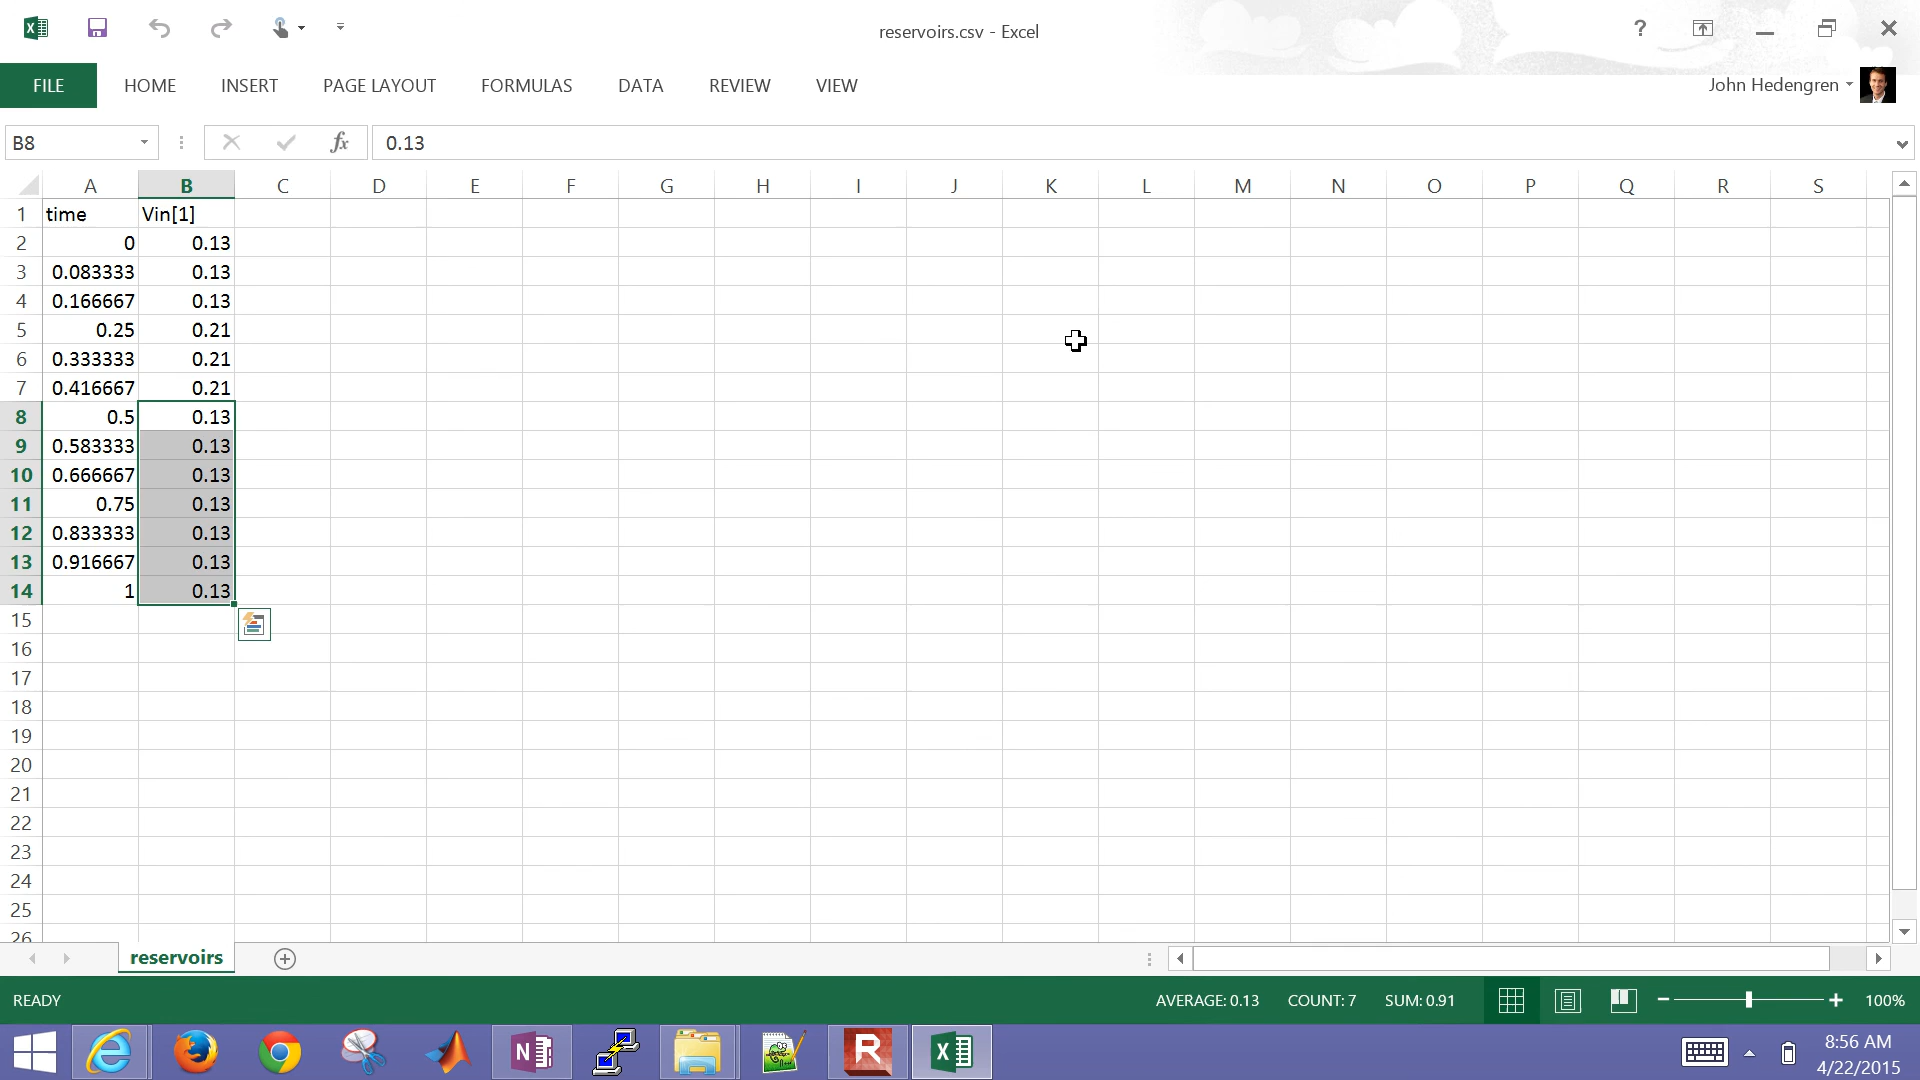 reservoirs.csv - Excel
?
FILE HOME INSERT PAGE LAYOUT FORMULAS DATA REVIEW VIEW John Hedengren
B8 fx 0.13
A B C D E F G H I J K L M N O P Q R S
1 time Vin[1]
2 0 0.13
3 0.083333 0.13
4 0.166667 0.13
5 0.25 0.21
6 0.333333 0.21
7 0.416667 0.21
8 0.5 0.13
9 0.583333 0.13
10 0.666667 0.13
11 0.75 0.13
12 0.833333 0.13
13 0.916667 0.13
14 1 0.13
15
16
17
18
19
20
21
22
23
24
25
26
reservoirs
READY AVERAGE: 0.13 COUNT: 7 SUM: 0.91 100%
8:56 AM
4/22/2015